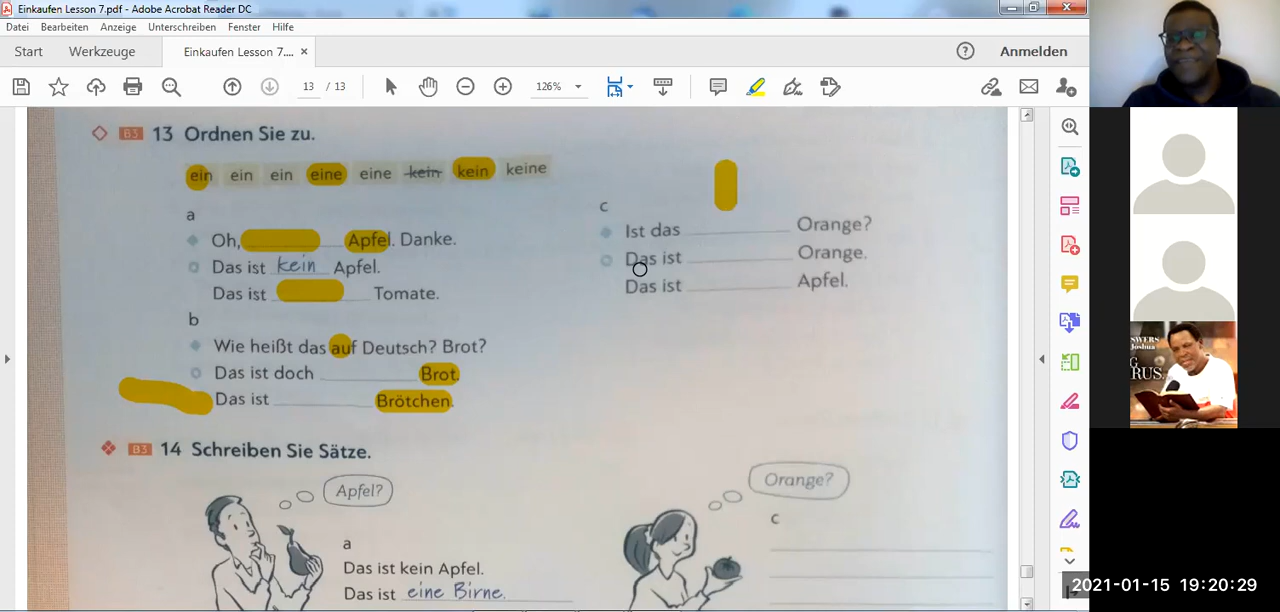 Einkaufen Lesson 7.pdf - Adobe Acrobat Reader DC
Datei Bearbeiten Anzeige Unterschreiben Fenster Hilfe
Start Werkzeuge Einkaufen Lesson 7.... × Anmelden
13 / 13 126%
B3 13 Ordnen Sie zu.
ein ein ein eine eine kein kein keine
a
Oh, Apfel. Danke.
Das ist kein Apfel.
Das ist Tomate.
b
Wie heißt das auf Deutsch? Brot?
Das ist doch Brot.
Das ist Brötchen.
c
Ist das Orange?
Das ist Orange.
Das ist Apfel.
B3 14 Schreiben Sie Sätze.
Apfel?
a
Das ist kein Apfel.
Das ist eine Birne.
Orange?
c
2021-01-15 19:20:29